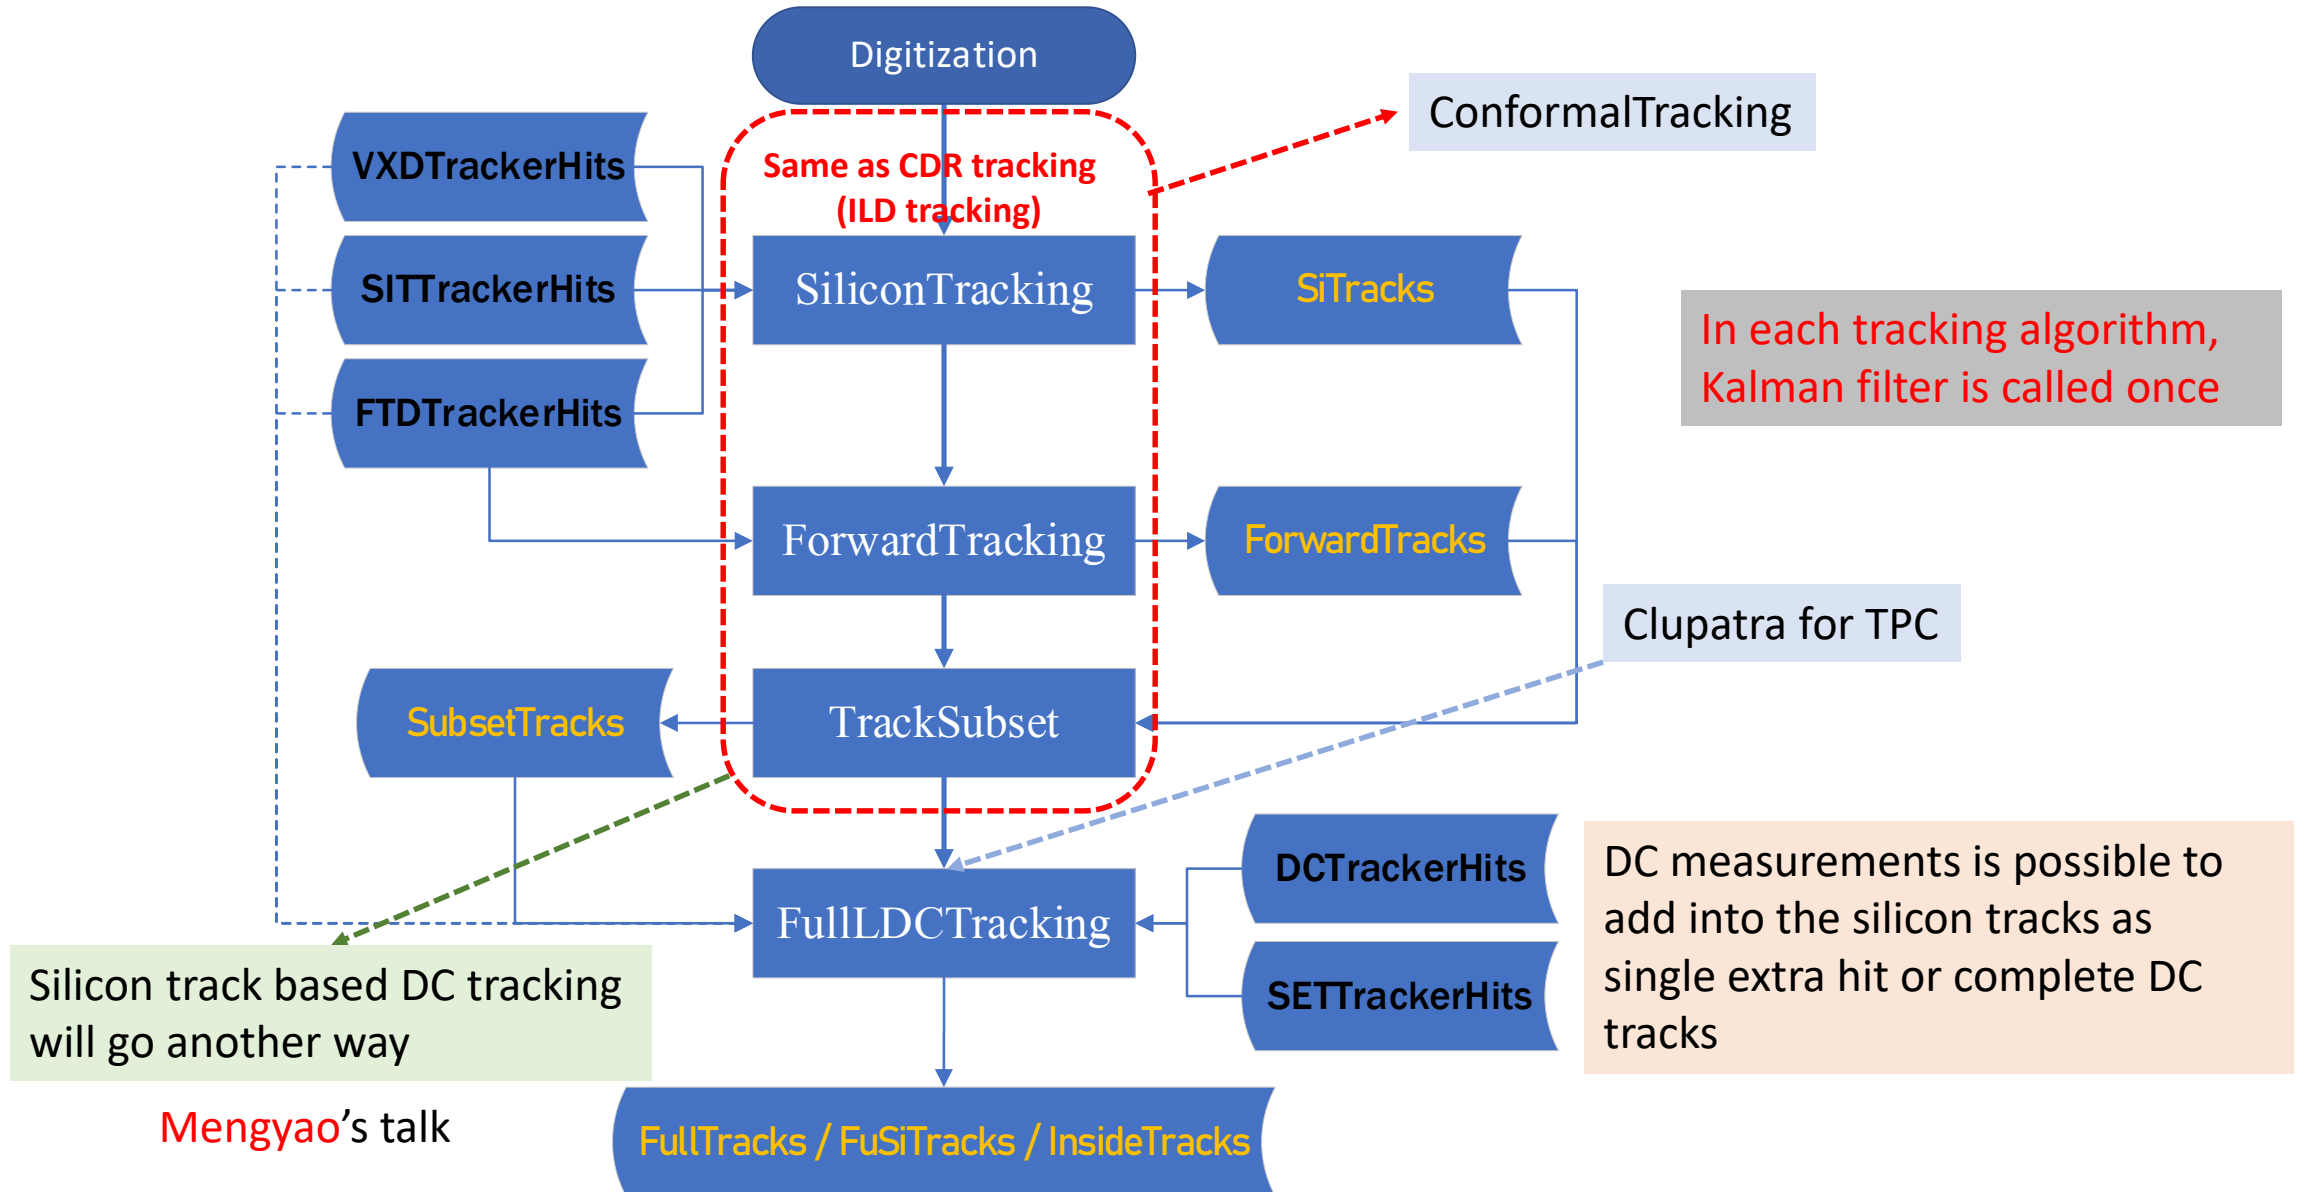 Digitization
ConformalTracking
VXDTrackerHits
Same as CDR tracking
(ILD tracking)
SITTrackerHits
SiliconTracking
SiTracks
In each tracking algorithm,
Kalman filter is called once
FTDTrackerHits
ForwardTracking
ForwardTracks
Clupatra for TPC
SubsetTracks
TrackSubset
DCTrackerHits
FullLDCTracking
SETTrackerHits
DC measurements is possible to
add into the silicon tracks as
single extra hit or complete DC
tracks
Silicon track based DC tracking
will go another way
Mengyao's talk
FullTracks / FuSiTracks / InsideTracks